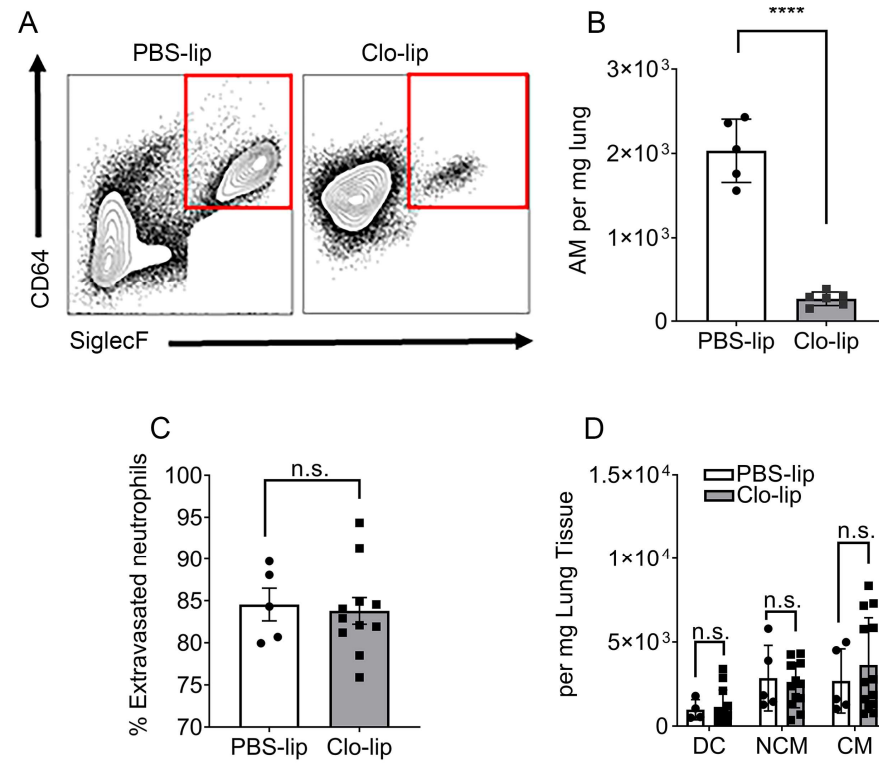 A
PBS-lip
Clo-lip
CD64
SiglecF
B
****
AM per mg lung
3×10³
2×10³
1×10³
0
PBS-lip
Clo-lip
C
n.s.
% Extravasated neutrophils
100
95
90
85
80
75
70
PBS-lip
Clo-lip
D
per mg Lung Tissue
1.5×10⁴
1×10⁴
5×10³
0
PBS-lip
Clo-lip
n.s.
n.s.
n.s.
DC
NCM
CM